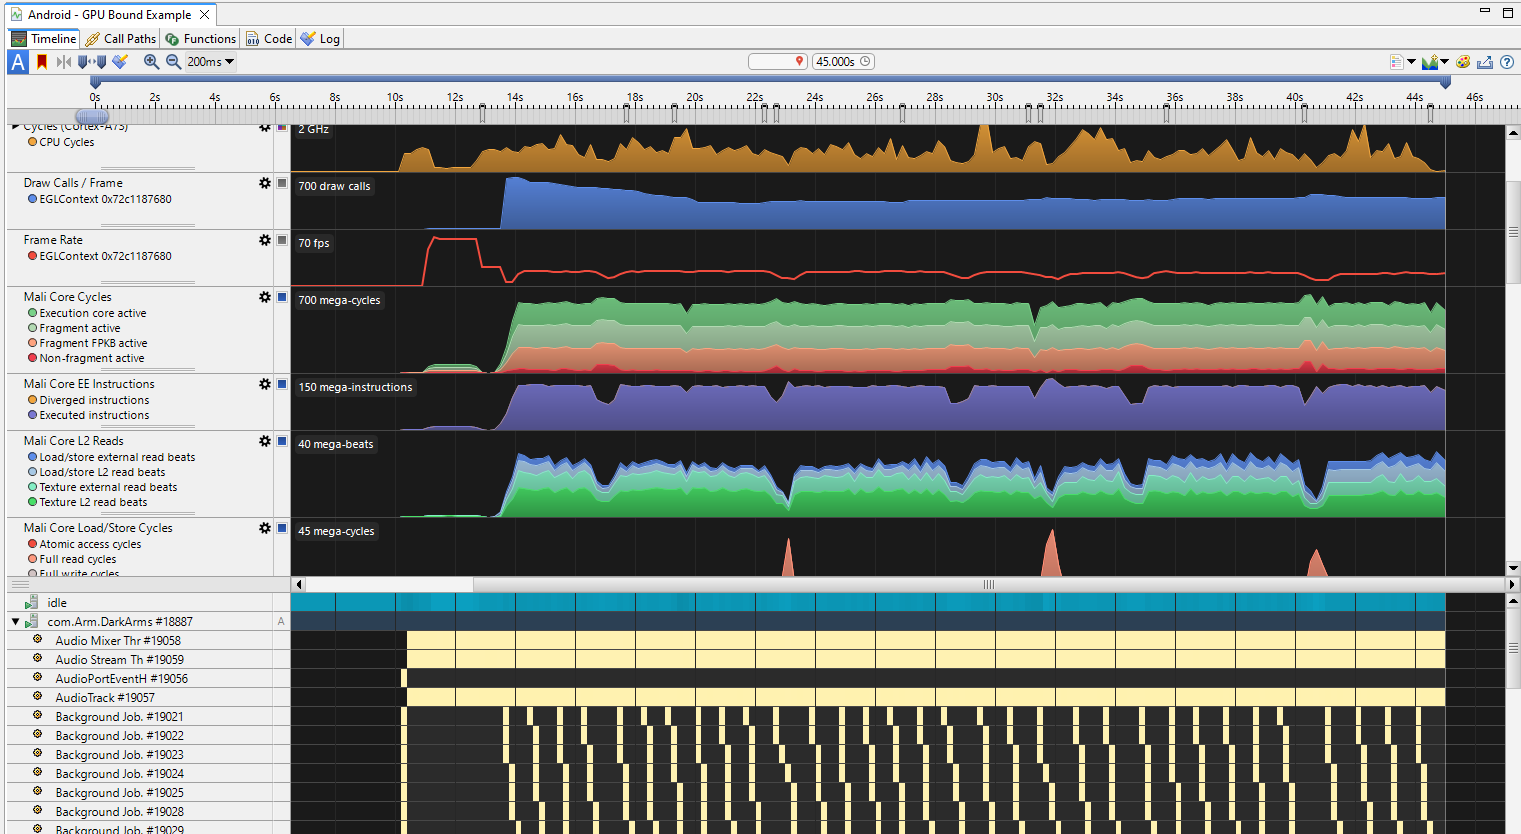 Android - GPU Bound Example
Timeline Call Paths Functions Code Log
A 200ms 45.000s
0s 2s 4s 6s 8s 10s 12s 14s 16s 18s 20s 22s 24s 26s 28s 30s 32s 34s 36s 38s 40s 42s 44s 46s
Cycles (Cortex-A73)
2 GHz
CPU Cycles
Draw Calls / Frame
700 draw calls
EGLContext 0x72c1187680
Frame Rate
70 fps
EGLContext 0x72c1187680
Mali Core Cycles
700 mega-cycles
Execution core active
Fragment active
Fragment FPKB active
Non-fragment active
Mali Core EE Instructions
150 mega-instructions
Diverged instructions
Executed instructions
Mali Core L2 Reads
40 mega-beats
Load/store external read beats
Load/store L2 read beats
Texture external read beats
Texture L2 read beats
Mali Core Load/Store Cycles
45 mega-cycles
Atomic access cycles
Full read cycles
Full write cycles
idle
com.Arm.DarkArms #18887 A
Audio Mixer Thr #19058
Audio Stream Th #19059
AudioPortEventH #19056
AudioTrack #19057
Background Job. #19021
Background Job. #19022
Background Job. #19023
Background Job. #19024
Background Job. #19025
Background Job. #19028
Background Job. #19029